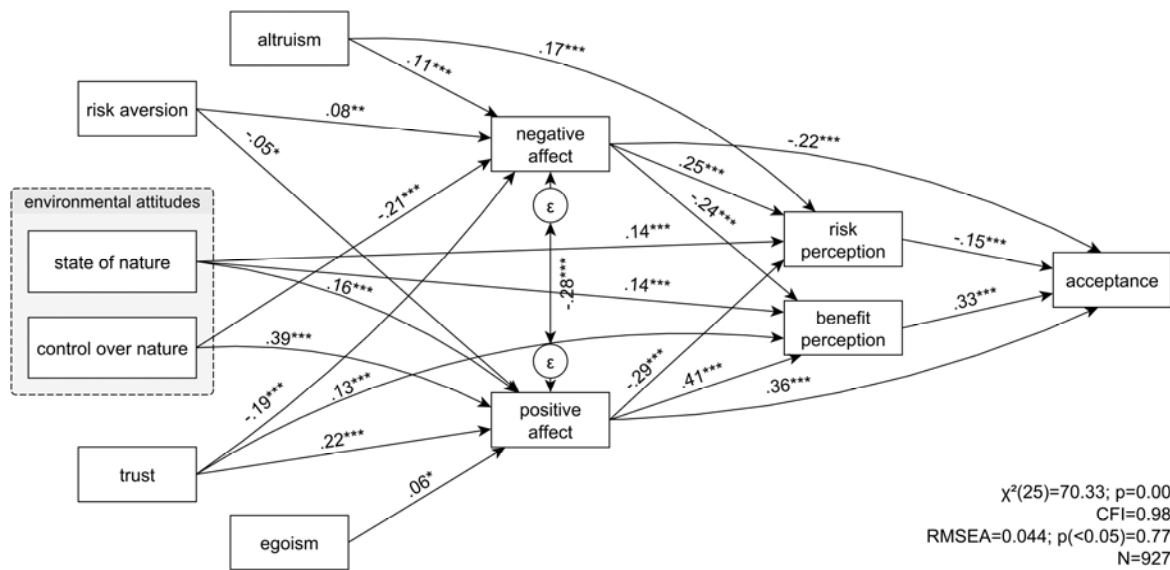 altruism
.17***
.11***
risk aversion
.08**
negative
affect
-.22***
-.05*
.25***
environmental attitudes
-.21***
ε
-.24***
state of nature
.14***
risk
perception
-.15***
acceptance
.16***
-.28***
.14***
benefit
perception
.33***
control over nature
.39***
ε
-.29***
.41***
.36***
-.19***
.13***
positive
affect
trust
.22***
.06*
egoism
χ²(25)=70.33; p=0.00
CFI=0.98
RMSEA=0.044; p(<0.05)=0.77
N=927